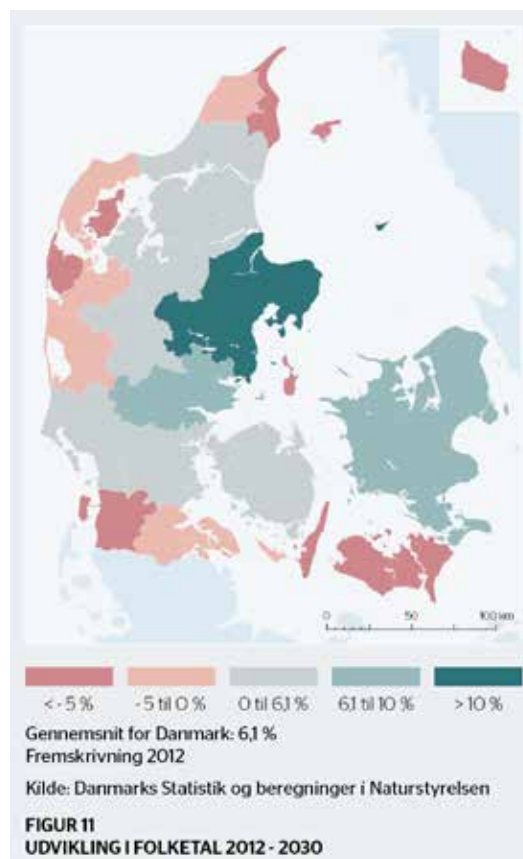 0 50 100 km
< - 5 % - 5 til 0 % 0 til 6,1 % 6,1 til 10 % > 10 %
Gennemsnit for Danmark: 6,1 %
Fremskrivning 2012
Kilde: Danmarks Statistik og beregninger i Naturstyrelsen
FIGUR 11
UDVIKLING I FOLKETAL 2012 - 2030